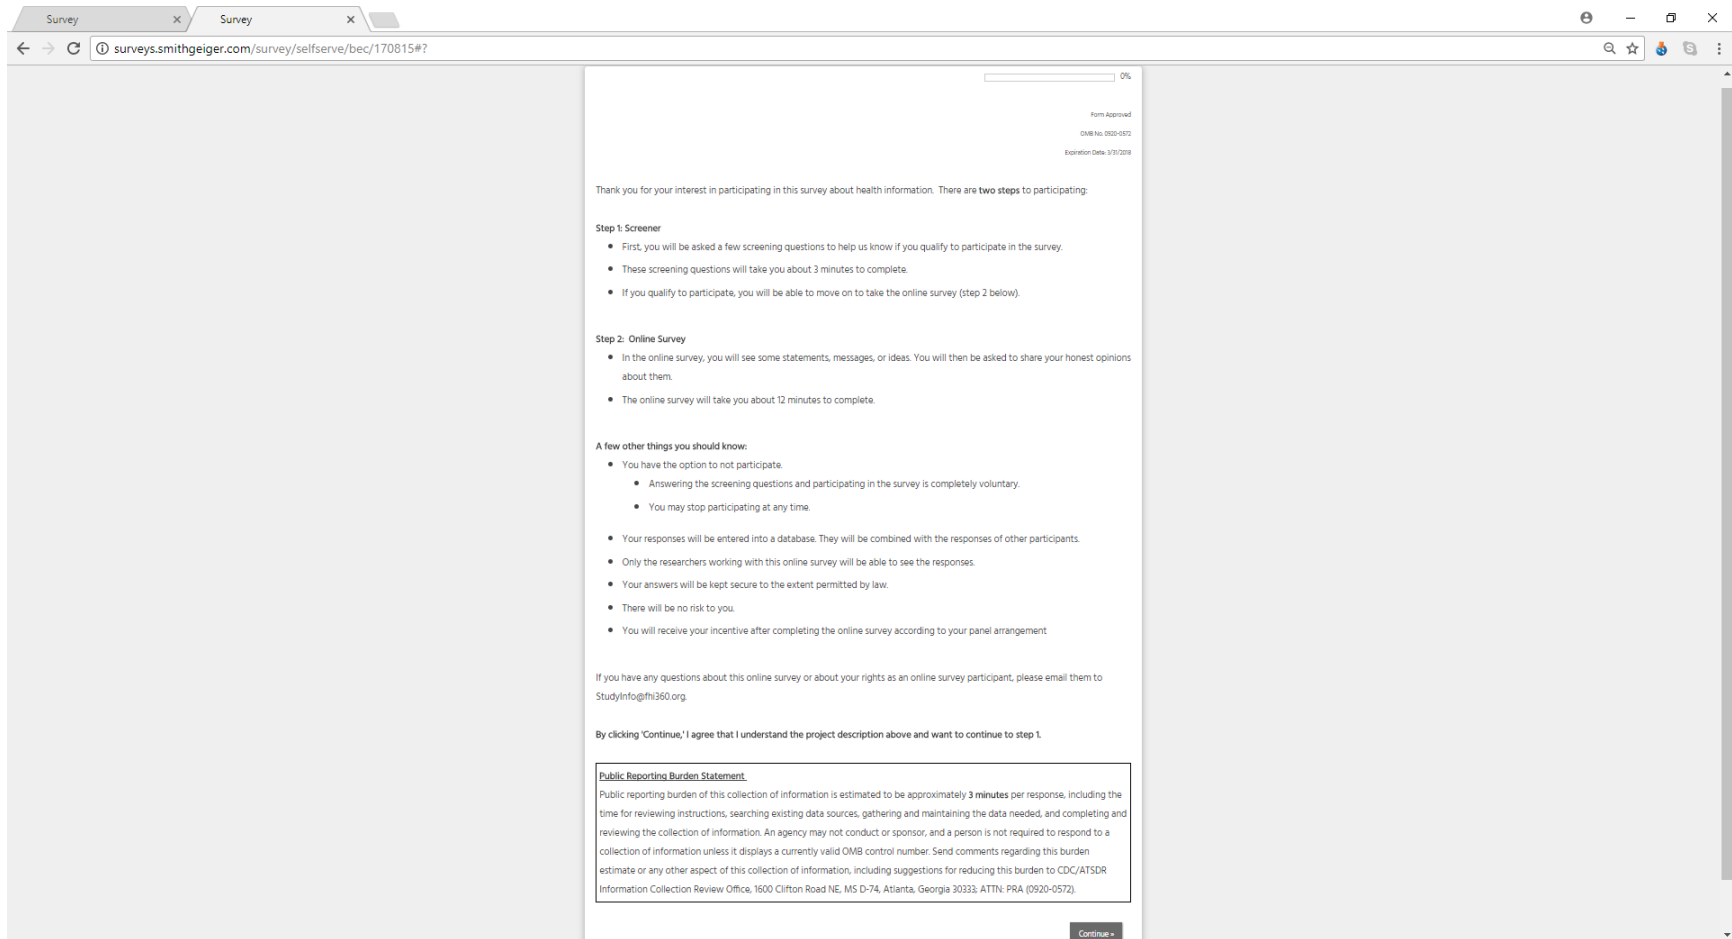 Survey
Survey
surveys.smithgeiger.com/survey/selfserve/bec/170815#?
0%
Form Approved
OMB No. 0920-0572
Expiration Date: 3/31/2018
Thank you for your interest in participating in this survey about health information. There are two steps to participating:
Step 1: Screener
First, you will be asked a few screening questions to help us know if you qualify to participate in the survey.
These screening questions will take you about 3 minutes to complete.
If you qualify to participate, you will be able to move on to take the online survey (step 2 below).
Step 2: Online Survey
In the online survey, you will see some statements, messages, or ideas. You will then be asked to share your honest opinions
about them.
The online survey will take you about 12 minutes to complete.
A few other things you should know:
You have the option to not participate.
Answering the screening questions and participating in the survey is completely voluntary.
You may stop participating at any time.
Your responses will be entered into a database. They will be combined with the responses of other participants.
Only the researchers working with this online survey will be able to see the responses.
Your answers will be kept secure to the extent permitted by law.
There will be no risk to you.
You will receive your incentive after completing the online survey according to your panel arrangement
If you have any questions about this online survey or about your rights as an online survey participant, please email them to
StudyInfo@fhi360.org.
By clicking 'Continue,' I agree that I understand the project description above and want to continue to step 1.
Public Reporting Burden Statement
Public reporting burden of this collection of information is estimated to be approximately 3 minutes per response, including the
time for reviewing instructions, searching existing data sources, gathering and maintaining the data needed, and completing and
reviewing the collection of information. An agency may not conduct or sponsor, and a person is not required to respond to a
collection of information unless it displays a currently valid OMB control number. Send comments regarding this burden
estimate or any other aspect of this collection of information, including suggestions for reducing this burden to CDC/ATSDR
Information Collection Review Office, 1600 Clifton Road NE, MS D-74, Atlanta, Georgia 30333; ATTN: PRA (0920-0572).
Continue »